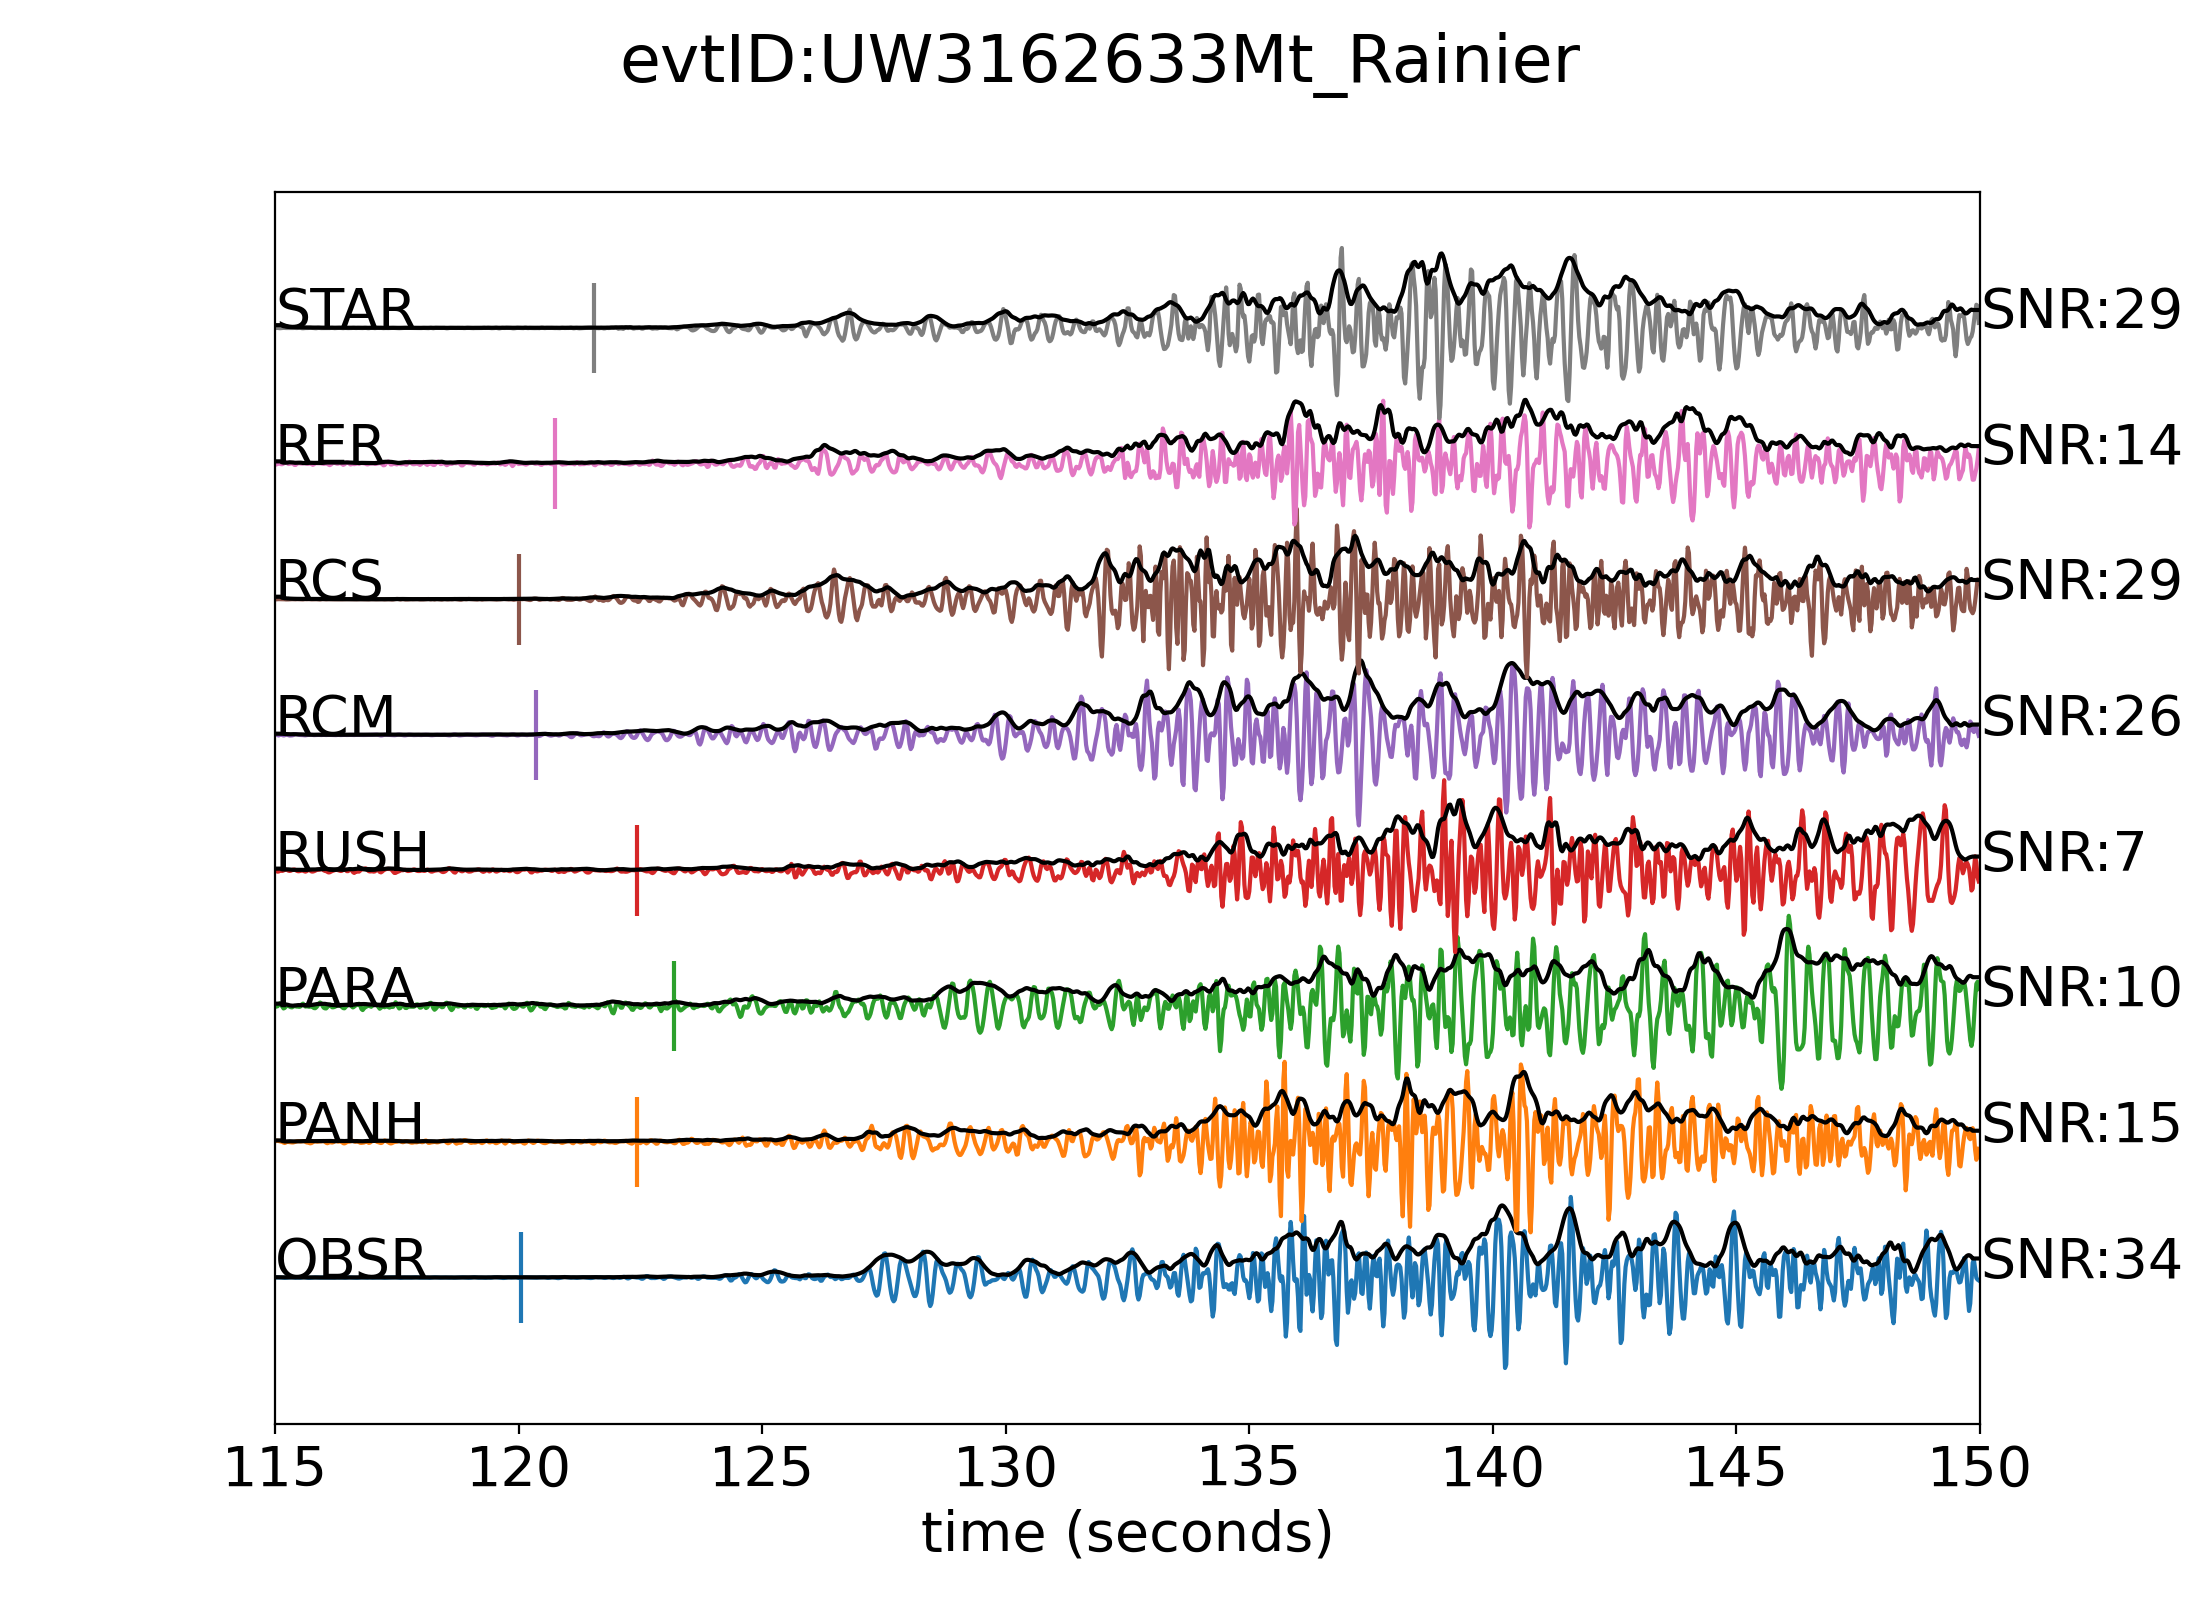 evtID:UW3162633Mt_Rainier
STAR SNR:29
RER SNR:14
RCS SNR:29
RCM SNR:26
RUSH SNR:7
PARA SNR:10
PANH SNR:15
OBSR SNR:34
115 120 125 130 135 140 145 150
time (seconds)